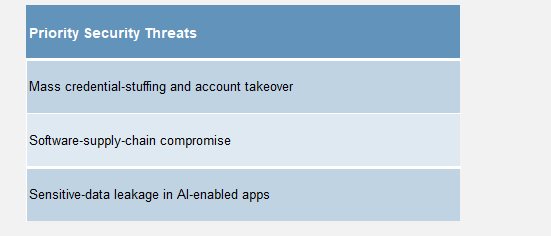 Priority Security Threats
Mass credential-stuffing and account takeover
Software-supply-chain compromise
Sensitive-data leakage in AI-enabled apps